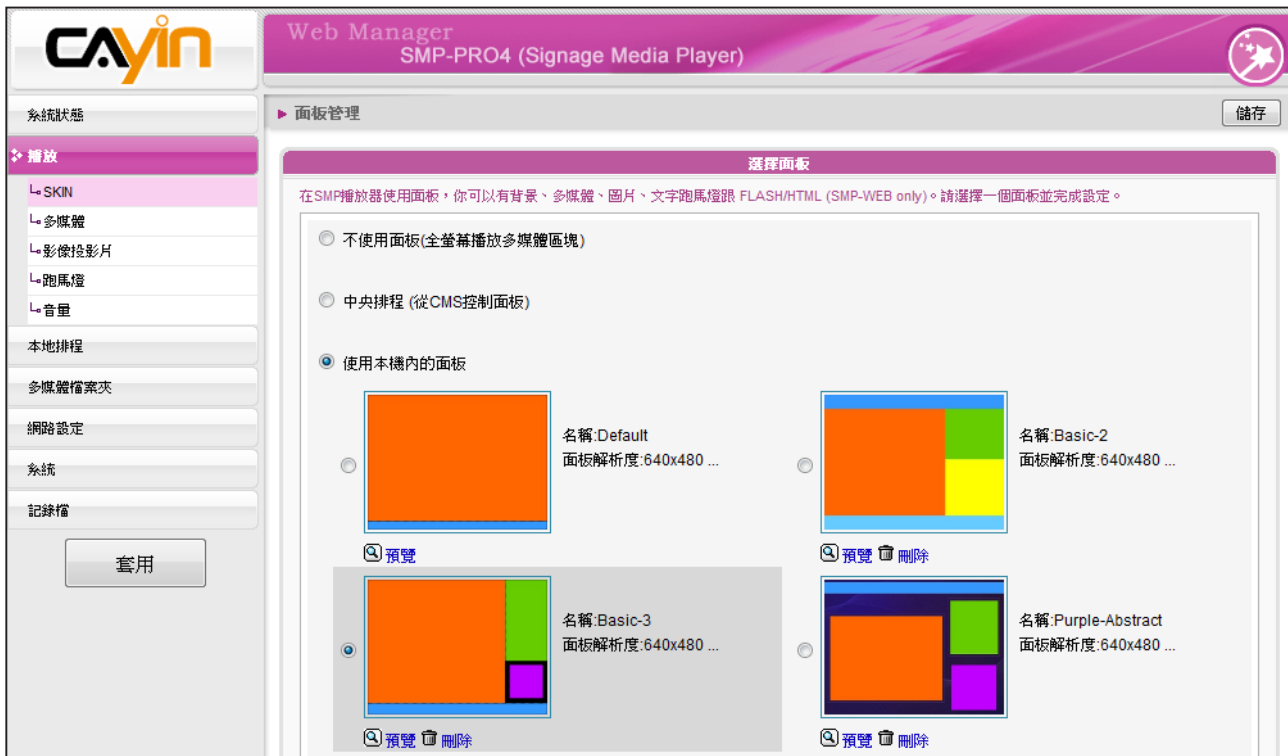 CAYIN
Web Manager
SMP-PRO4 (Signage Media Player)
系統狀態
播放
SKIN
多媒體
影像投影片
跑馬燈
音量
本地排程
多媒體檔案夾
網路設定
系統
記錄檔
套用
面板管理
儲存
選擇面板
在SMP播放器使用面板，你可以有背景、多媒體、圖片、文字跑馬燈跟 FLASH/HTML (SMP-WEB only)。請選擇一個面板並完成設定。
不使用面板(全螢幕播放多媒體區塊)
中央排程 (從CMS控制面板)
使用本機內的面板
名稱:Default
面板解析度:640x480 ...
預覽
名稱:Basic-2
面板解析度:640x480 ...
預覽 刪除
名稱:Basic-3
面板解析度:640x480 ...
預覽 刪除
名稱:Purple-Abstract
面板解析度:640x480 ...
預覽 刪除